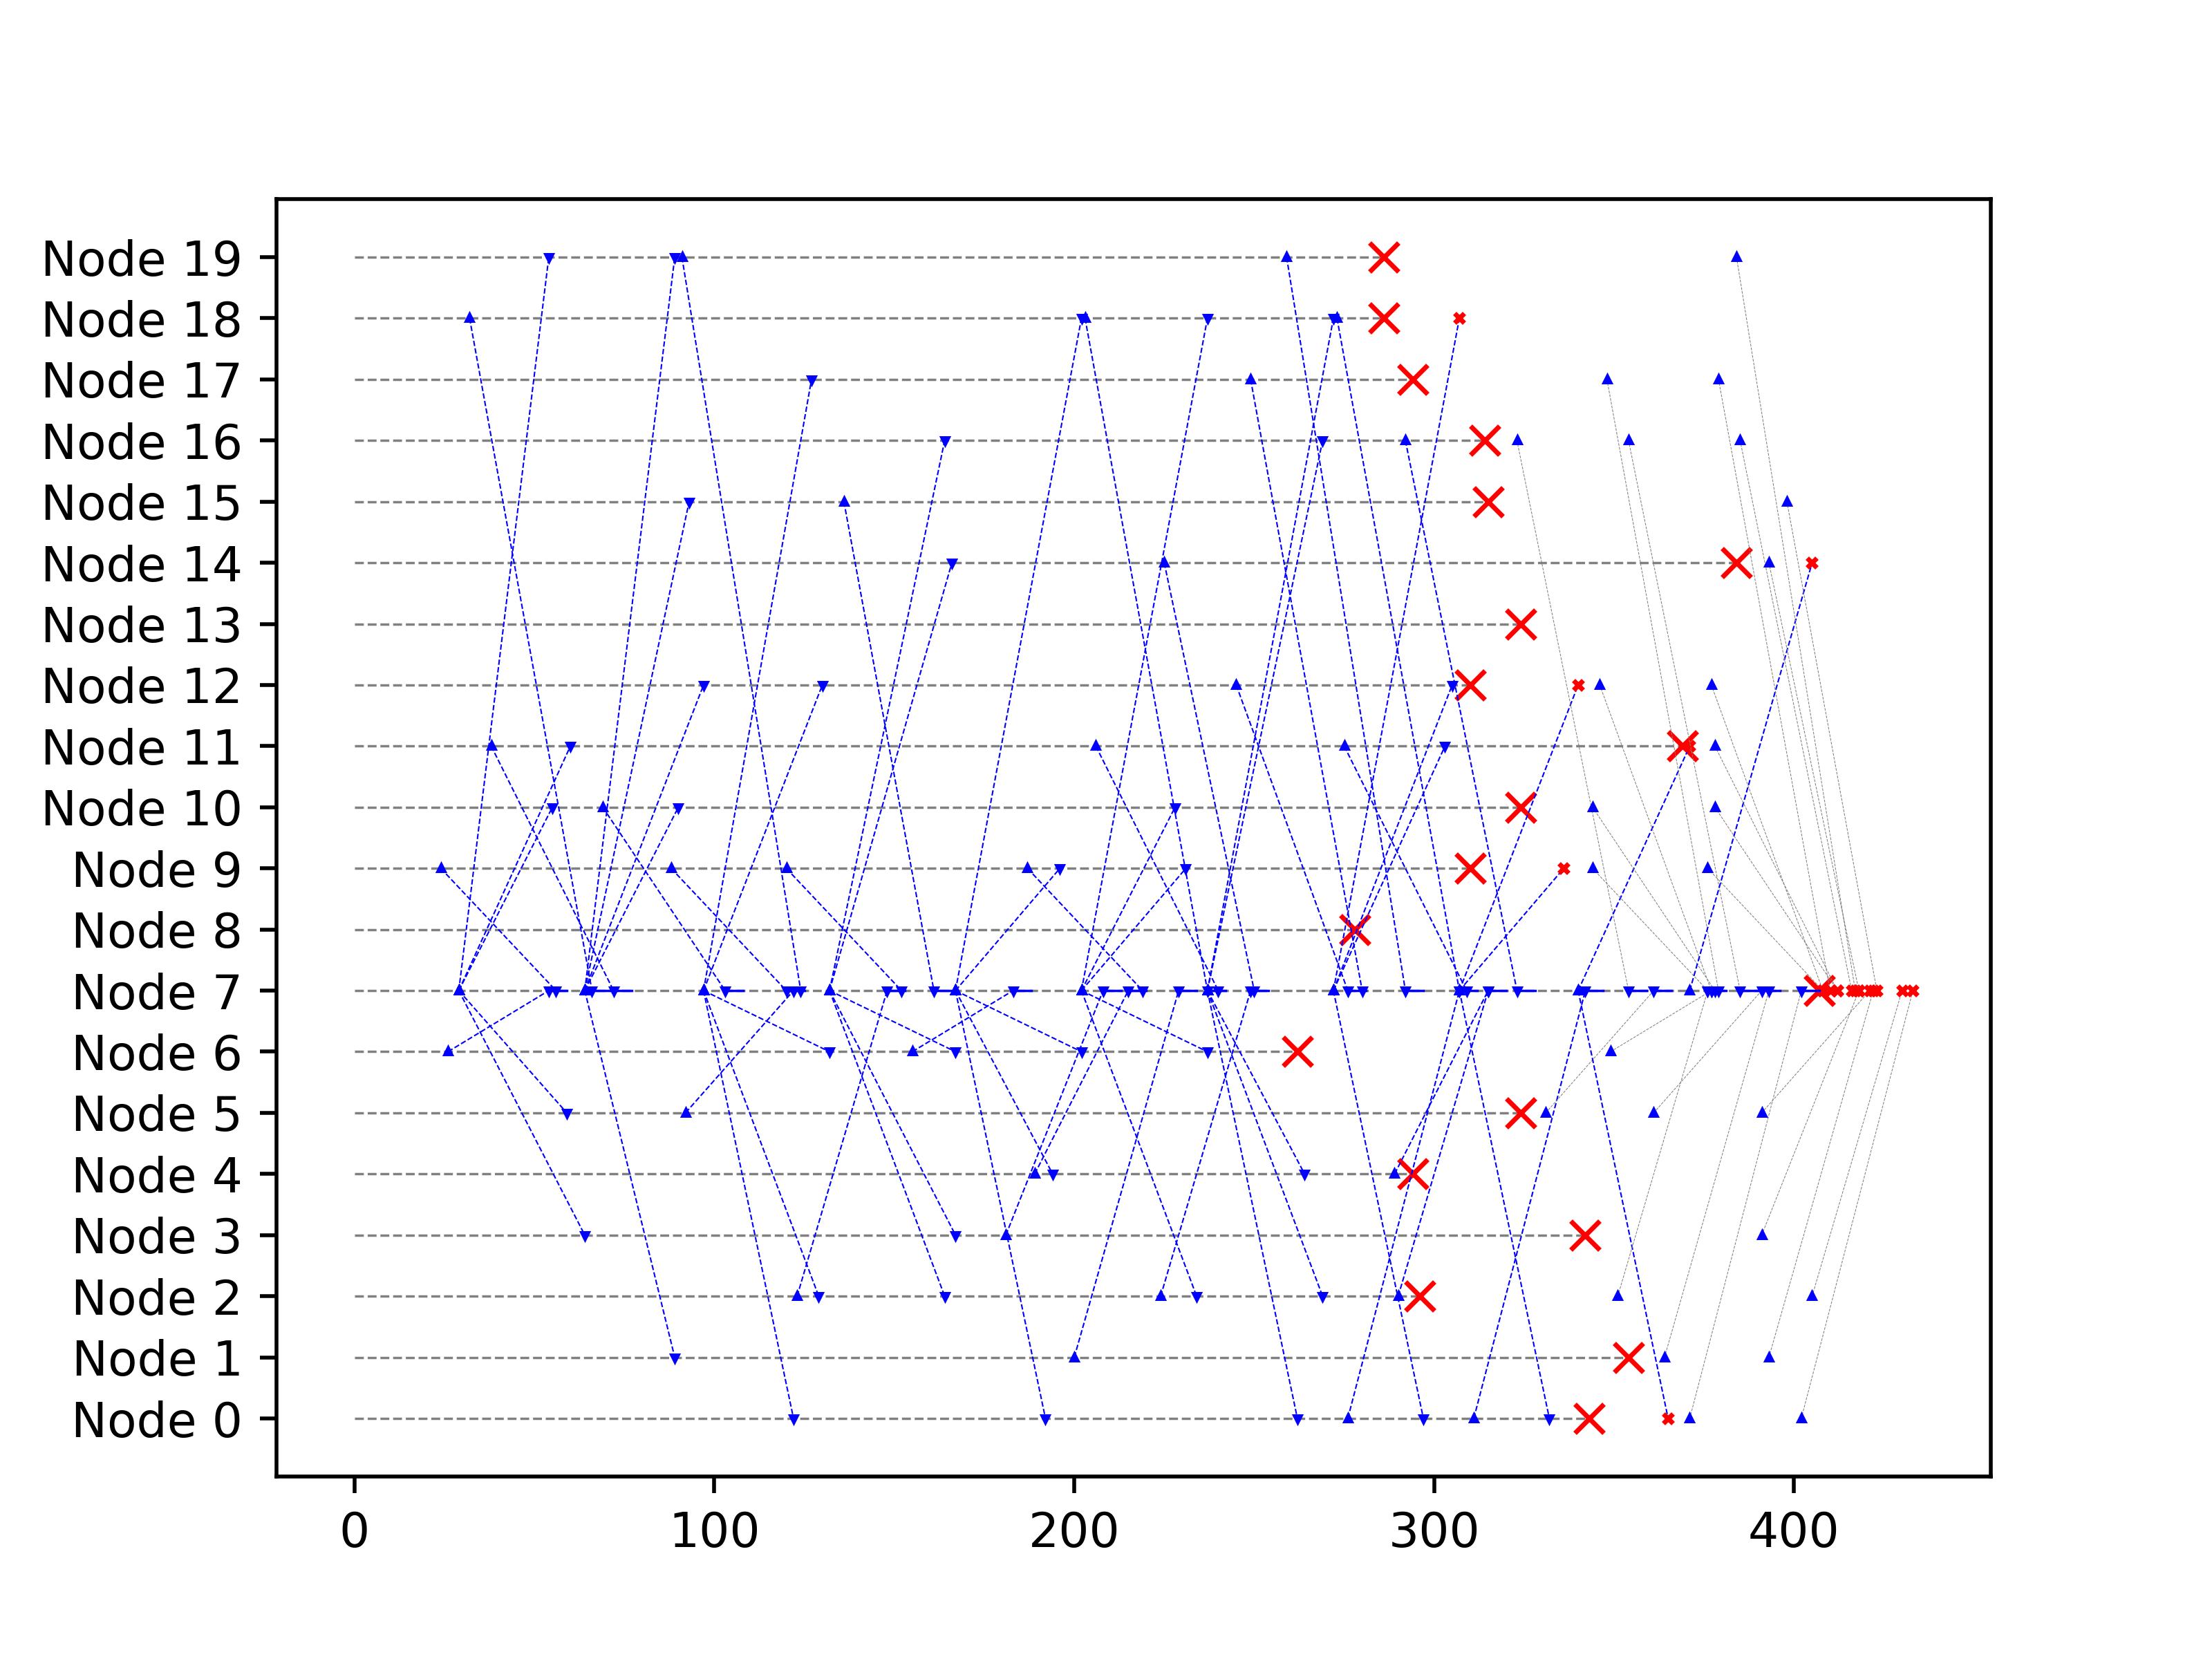 Node 19
Node 18
Node 17
Node 16
Node 15
Node 14
Node 13
Node 12
Node 11
Node 10
Node 9
Node 8
Node 7
Node 6
Node 5
Node 4
Node 3
Node 2
Node 1
Node 0
0 100 200 300 400